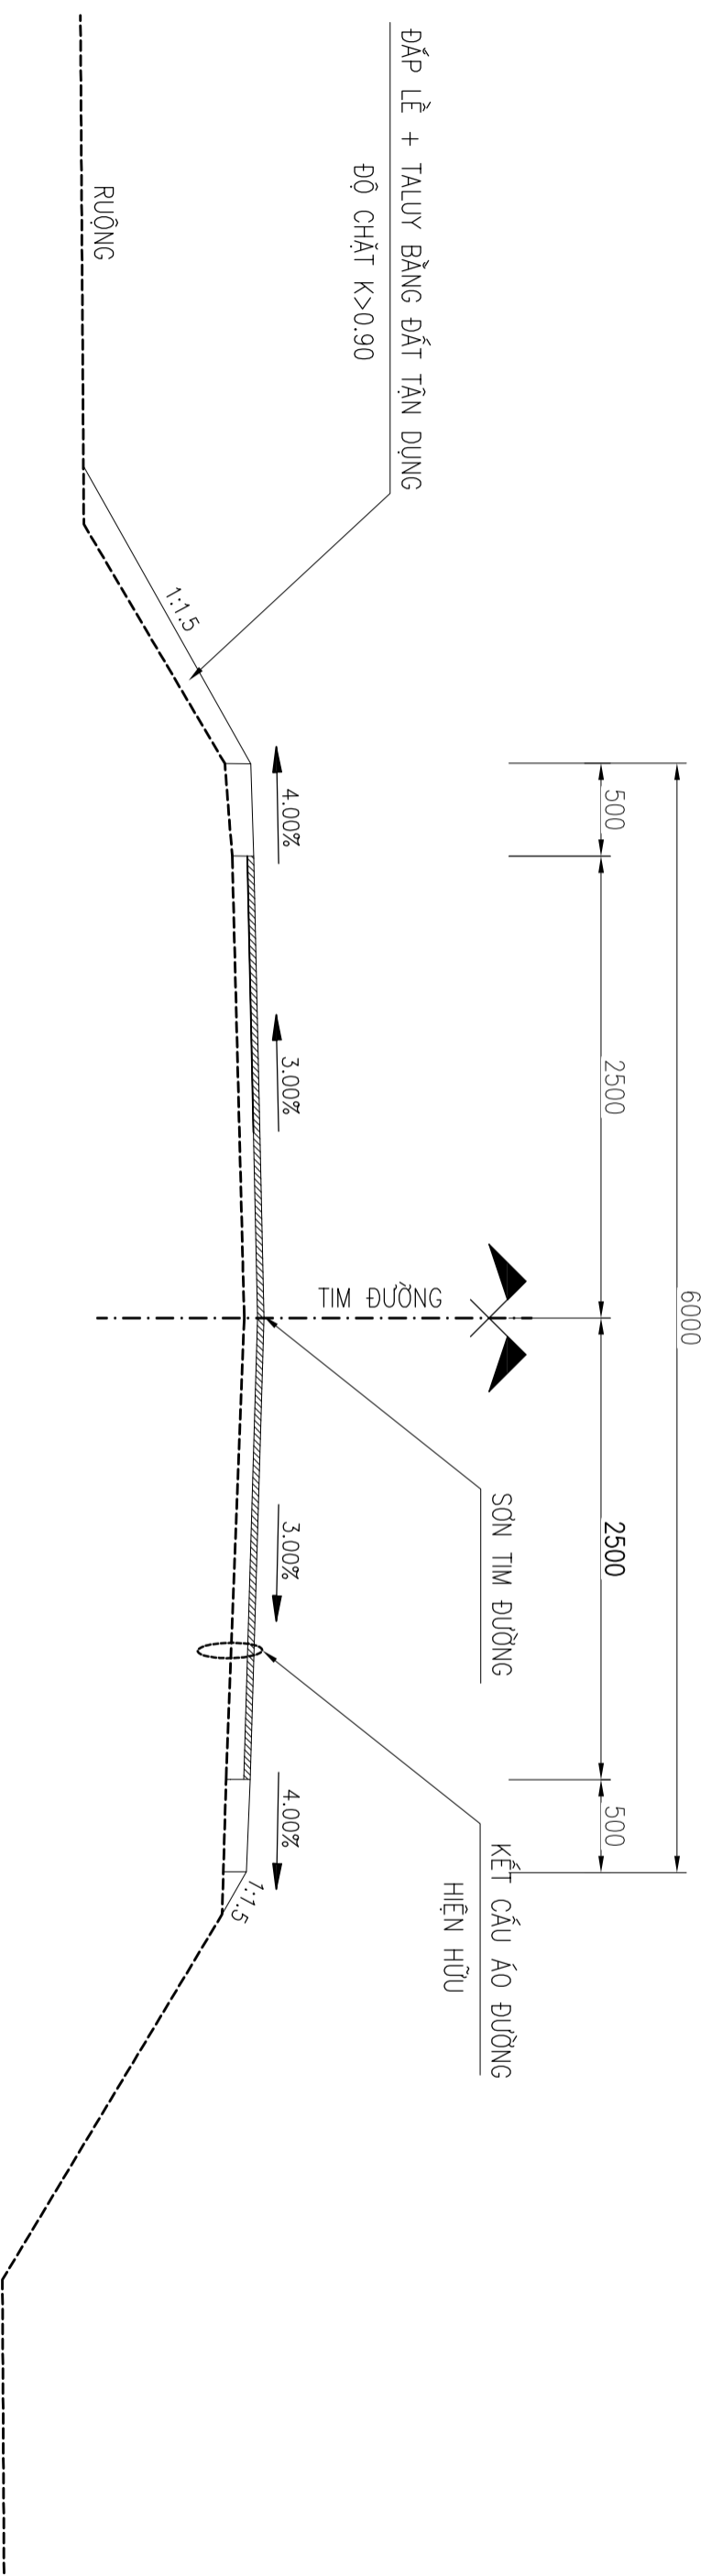 6000
500
2500
2500
500
ĐẮP LỀ + TALUY BẰNG ĐẤT TẬN DỤNG
ĐỘ CHẶT K>0.90
SƠN TIM ĐƯỜNG
KẾT CẤU ÁO ĐƯỜNG
HIỆN HỮU
TIM ĐƯỜNG
4.00%
3.00%
3.00%
4.00%
1:1.5
1:1.5
RUỘNG